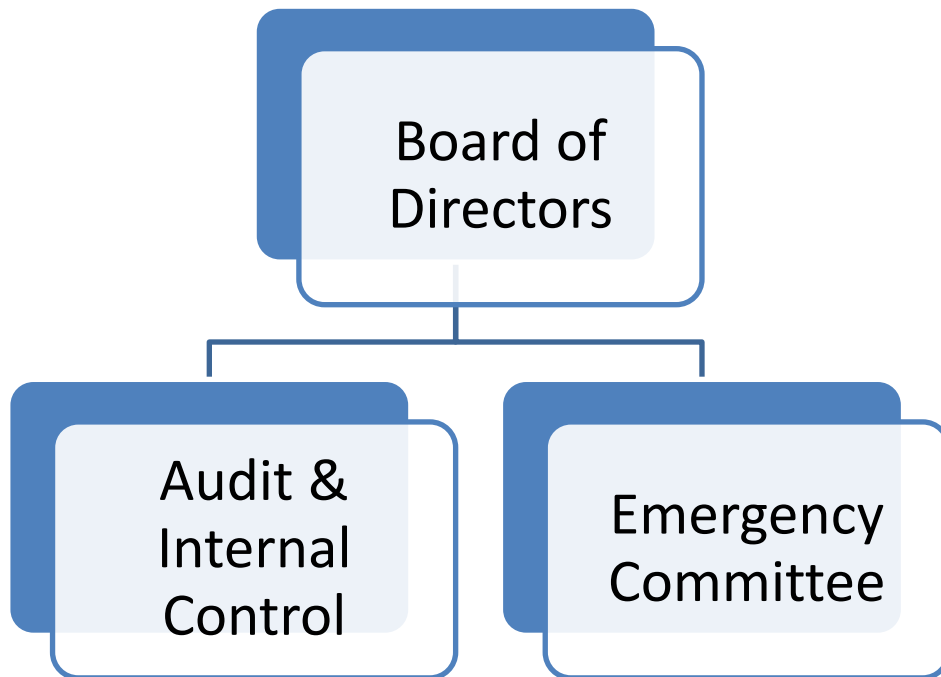 Board of
Directors
Audit &
Internal
Control
Emergency
Committee